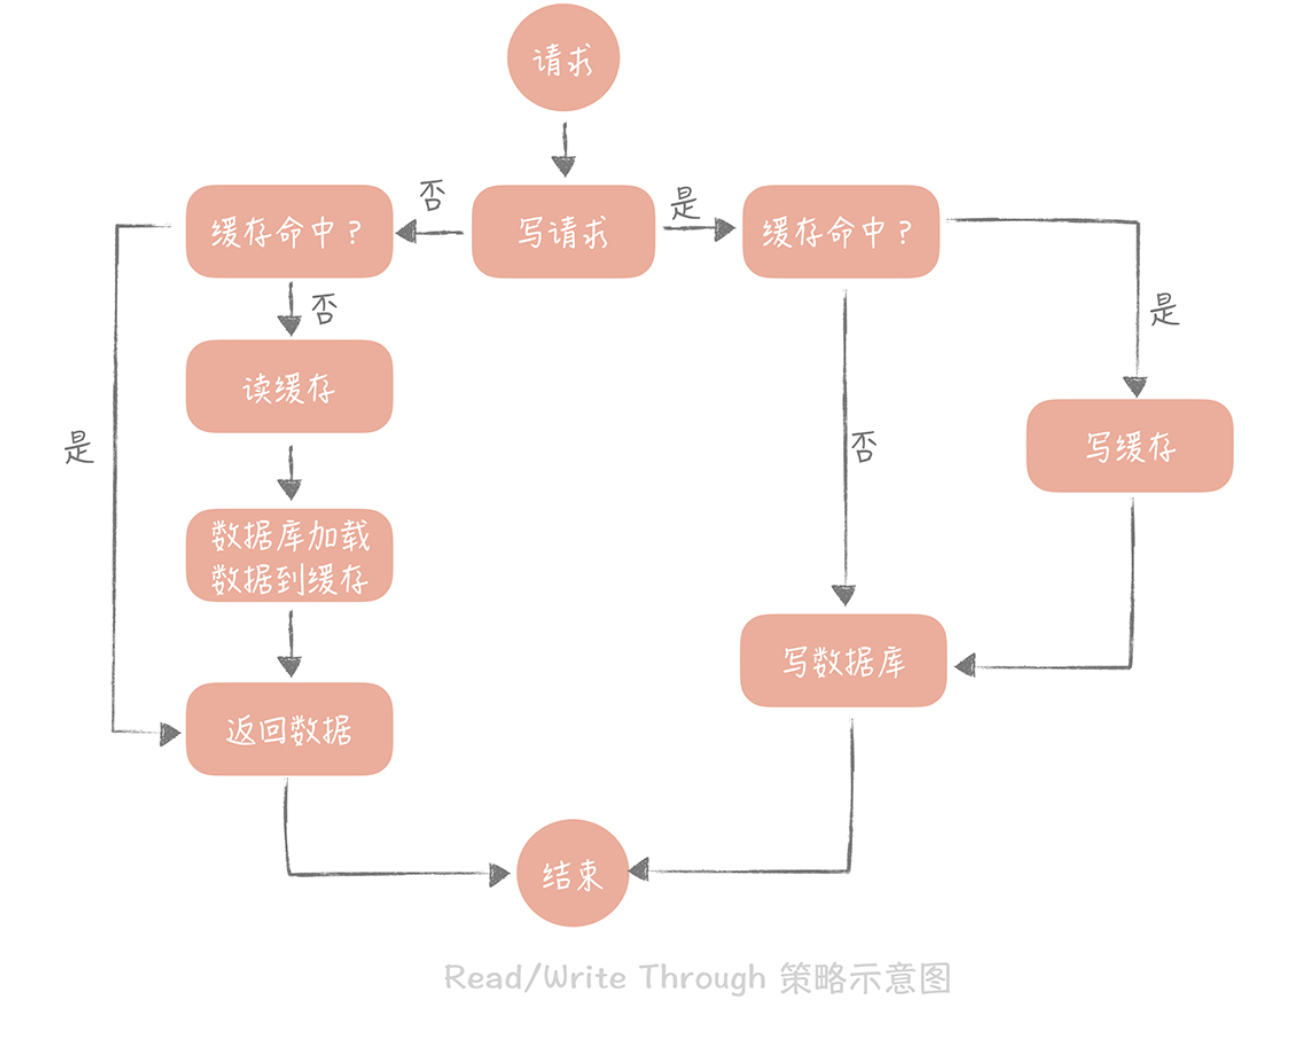 请求
否
是
缓存命中？
写请求
缓存命中？
否
是
读缓存
是
否
写缓存
数据库加载
数据到缓存
写数据库
返回数据
结束
Read/Write Through 策略示意图